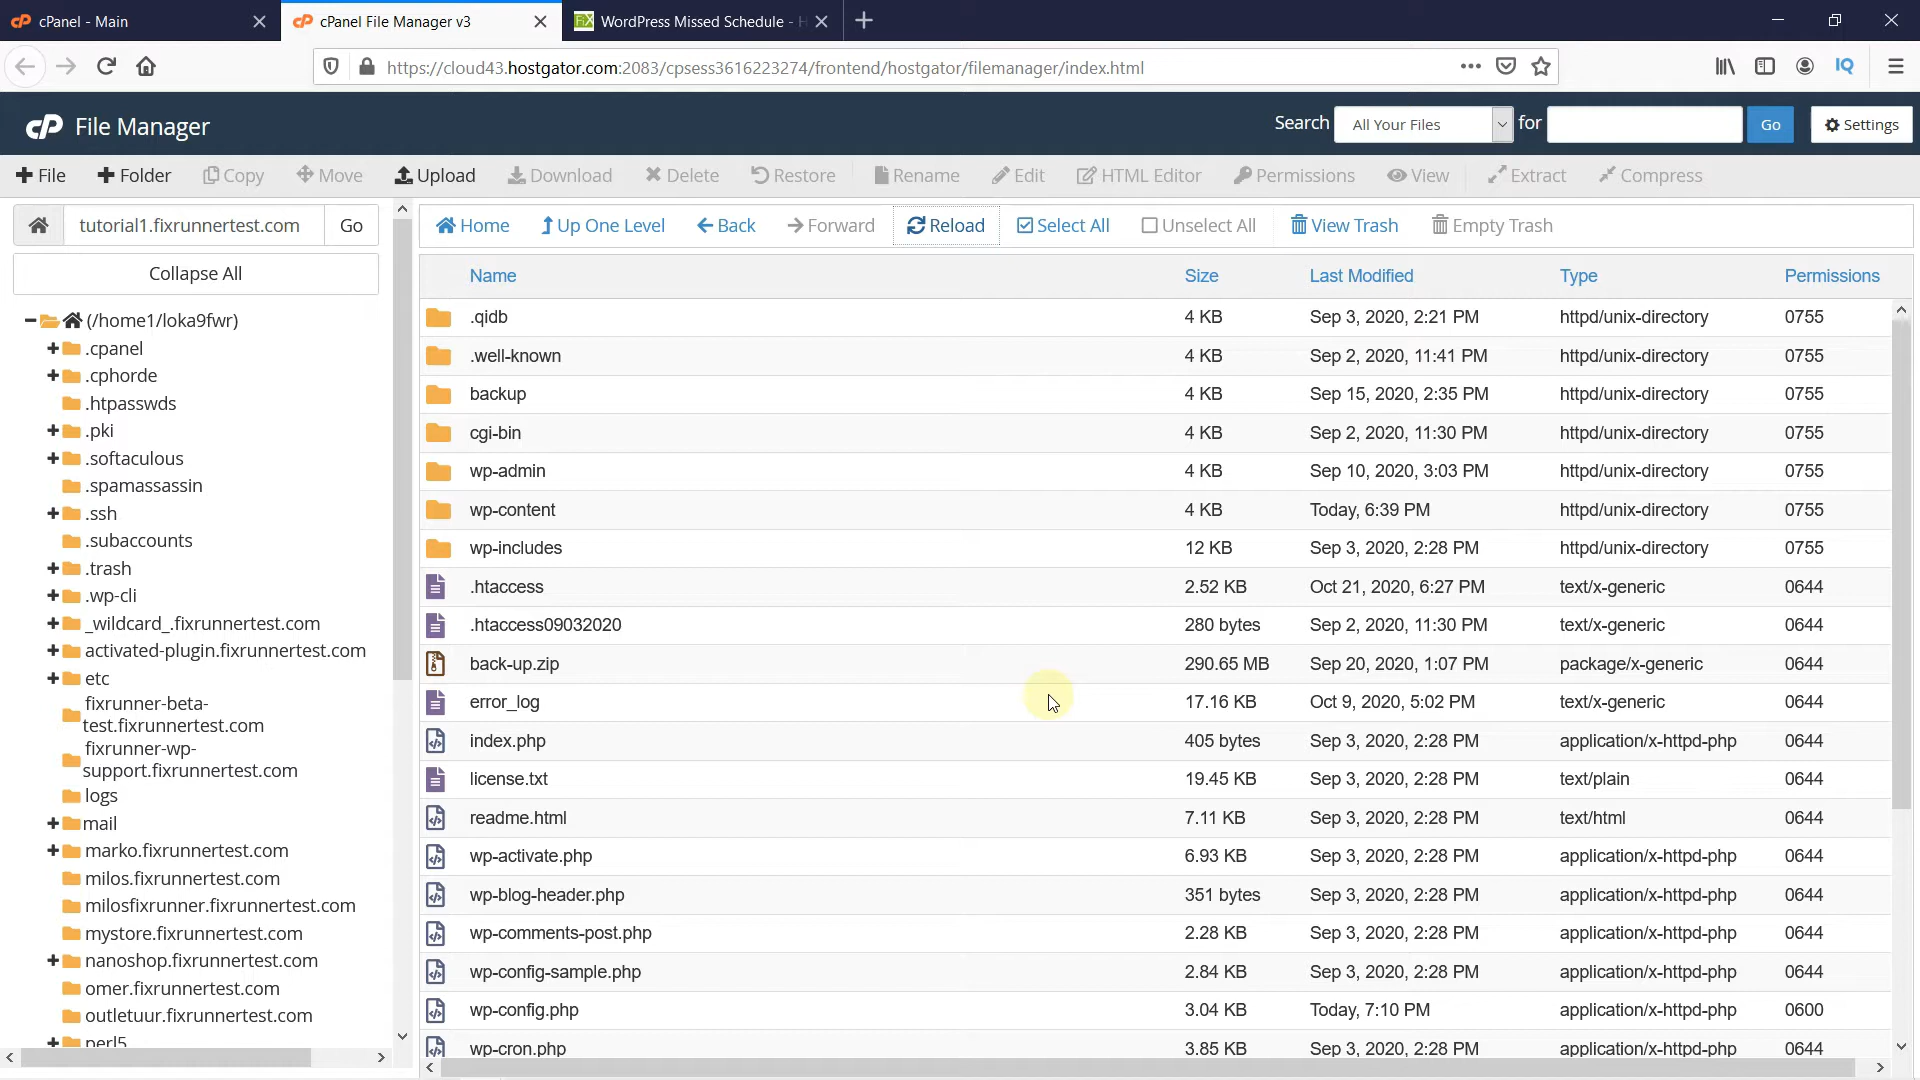 cPanel - Main
cPanel File Manager v3
WordPress Missed Schedule -
https://cloud43.hostgator.com:2083/cpsess3616223274/frontend/hostgator/filemanager/index.html
IQ
cP File Manager
Search All Your Files for Go Settings
File Folder Copy Move Upload Download Delete Restore Rename Edit HTML Editor Permissions View Extract Compress
tutorial1.fixrunnertest.com Go
Home Up One Level Back Forward Reload Select All Unselect All View Trash Empty Trash
Collapse All
(/home1/loka9fwr)
.cpanel
.cphorde
.htpasswds
.pki
.softaculous
.spamassassin
.ssh
.subaccounts
.trash
.wp-cli
_wildcard_.fixrunnertest.com
activated-plugin.fixrunnertest.com
etc
fixrunner-beta-
test.fixrunnertest.com
fixrunner-wp-
support.fixrunnertest.com
logs
mail
marko.fixrunnertest.com
milos.fixrunnertest.com
milosfixrunner.fixrunnertest.com
mystore.fixrunnertest.com
nanoshop.fixrunnertest.com
omer.fixrunnertest.com
outletuur.fixrunnertest.com
perl5
Name Size Last Modified Type Permissions
.qidb 4 KB Sep 3, 2020, 2:21 PM httpd/unix-directory 0755
.well-known 4 KB Sep 2, 2020, 11:41 PM httpd/unix-directory 0755
backup 4 KB Sep 15, 2020, 2:35 PM httpd/unix-directory 0755
cgi-bin 4 KB Sep 2, 2020, 11:30 PM httpd/unix-directory 0755
wp-admin 4 KB Sep 10, 2020, 3:03 PM httpd/unix-directory 0755
wp-content 4 KB Today, 6:39 PM httpd/unix-directory 0755
wp-includes 12 KB Sep 3, 2020, 2:28 PM httpd/unix-directory 0755
.htaccess 2.52 KB Oct 21, 2020, 6:27 PM text/x-generic 0644
.htaccess09032020 280 bytes Sep 2, 2020, 11:30 PM text/x-generic 0644
back-up.zip 290.65 MB Sep 20, 2020, 1:07 PM package/x-generic 0644
error_log 17.16 KB Oct 9, 2020, 5:02 PM text/x-generic 0644
index.php 405 bytes Sep 3, 2020, 2:28 PM application/x-httpd-php 0644
license.txt 19.45 KB Sep 3, 2020, 2:28 PM text/plain 0644
readme.html 7.11 KB Sep 3, 2020, 2:28 PM text/html 0644
wp-activate.php 6.93 KB Sep 3, 2020, 2:28 PM application/x-httpd-php 0644
wp-blog-header.php 351 bytes Sep 3, 2020, 2:28 PM application/x-httpd-php 0644
wp-comments-post.php 2.28 KB Sep 3, 2020, 2:28 PM application/x-httpd-php 0644
wp-config-sample.php 2.84 KB Sep 3, 2020, 2:28 PM application/x-httpd-php 0644
wp-config.php 3.04 KB Today, 7:10 PM application/x-httpd-php 0600
wp-cron.php 3.85 KB Sep 3, 2020, 2:28 PM application/x-httpd-php 0644